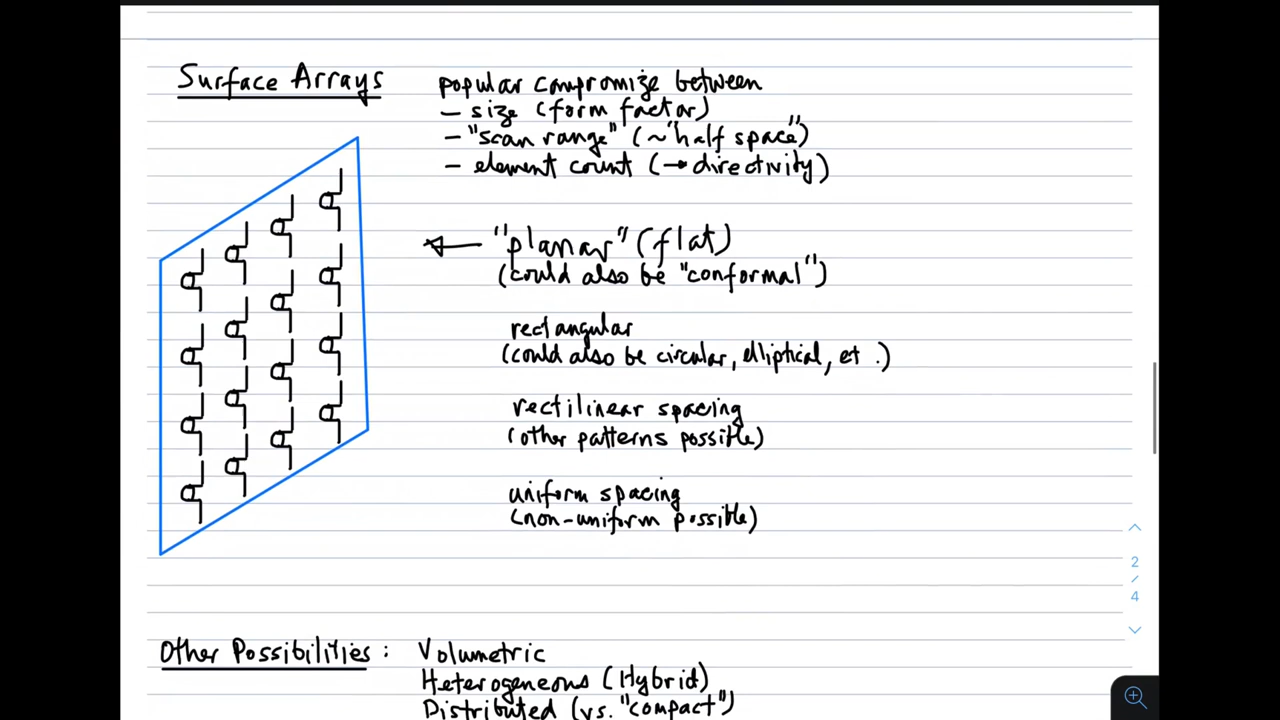 Surface Arrays
popular compromize between
- size (form factor)
- "scan range" (~"half space")
- element count (→ directivity)
"planar" (flat)
(could also be "conformal")
rectangular
(could also be circular, elliptical, et .)
rectilinear spacing
(other patterns possible)
uniform spacing
(non-uniform possible)
2
/
4
Other Possibilities : Volumetric
Heterogeneous (Hybrid)
Distributed (vs. "compact")